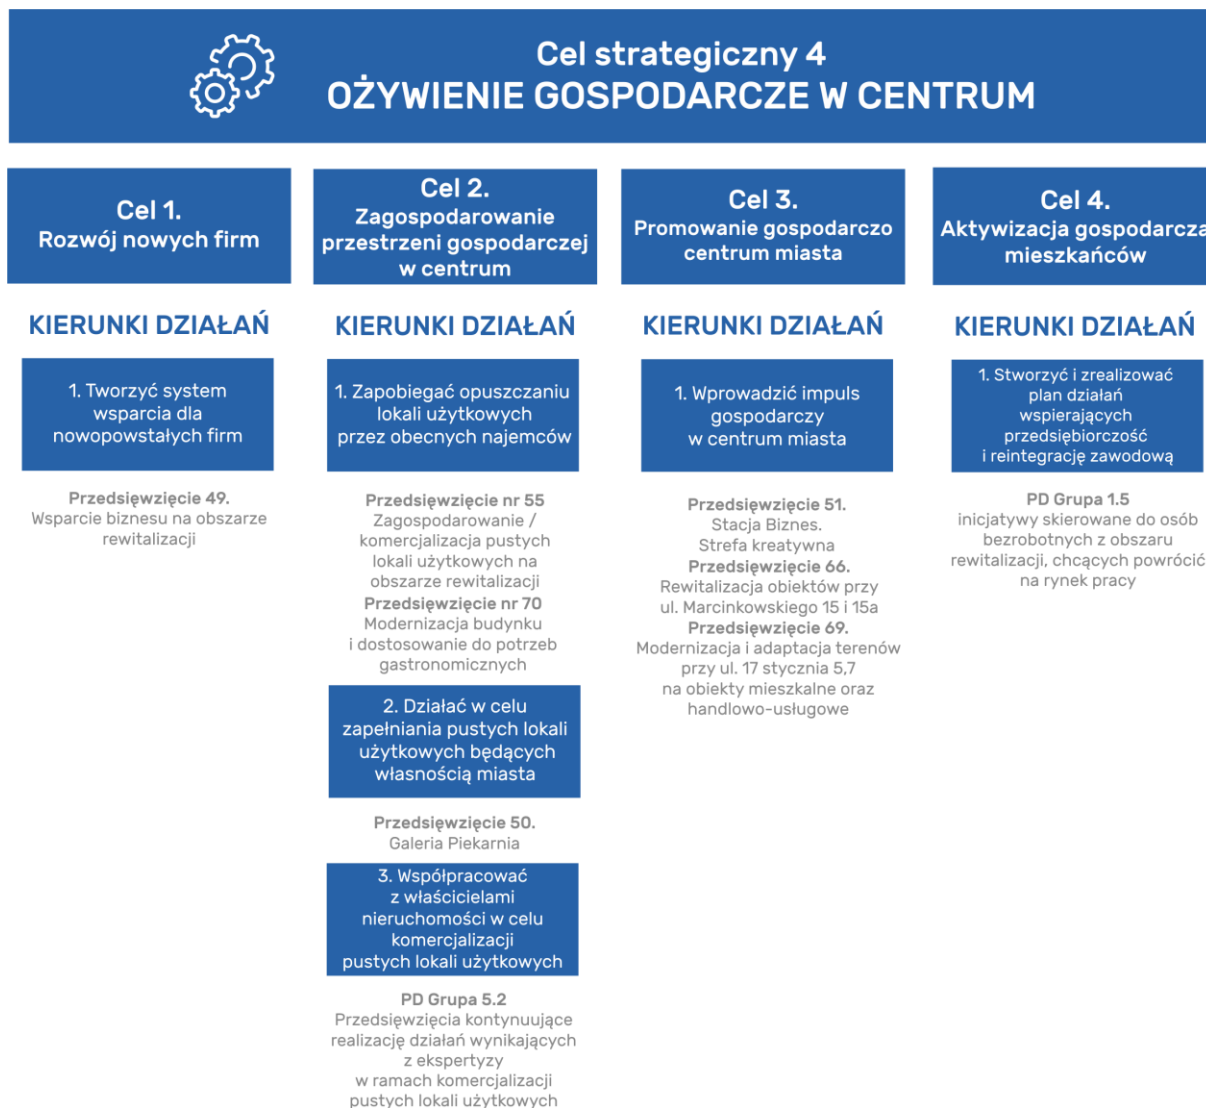 Cel strategiczny 4
OŻYWIENIE GOSPODARCZE W CENTRUM
Cel 1.
Rozwój nowych firm
KIERUNKI DZIAŁAŃ
1. Tworzyć system
wsparcia dla
nowopowstałych firm
Przedsięwzięcie 49.
Wsparcie biznesu na obszarze
rewitalizacji
Cel 2.
Zagospodarowanie
przestrzeni gospodarczej
w centrum
KIERUNKI DZIAŁAŃ
1. Zapobiegać opuszczaniu
lokali użytkowych
przez obecnych najemców
Przedsięwzięcie nr 55
Zagospodarowanie /
komercjalizacja pustych
lokali użytkowych na
obszarze rewitalizacji
Przedsięwzięcie nr 70
Modernizacja budynku
i dostosowanie do potrzeb
gastronomicznych
2. Działać w celu
zapełniania pustych lokali
użytkowych będących
własnością miasta
Przedsięwzięcie 50.
Galeria Piekarnia
3. Współpracować
z właścicielami
nieruchomości w celu
komercjalizacji
pustych lokali użytkowych
PD Grupa 5.2
Przedsięwzięcia kontynuujące
realizację działań wynikających
z ekspertyzy
w ramach komercjalizacji
pustych lokali użytkowych
Cel 3.
Promowanie gospodarczo
centrum miasta
KIERUNKI DZIAŁAŃ
1. Wprowadzić impuls
gospodarczy
w centrum miasta
Przedsięwzięcie 51.
Stacja Biznes.
Strefa kreatywna
Przedsięwzięcie 66.
Rewitalizacja obiektów przy
ul. Marcinkowskiego 15 i 15a
Przedsięwzięcie 69.
Modernizacja i adaptacja terenów
przy ul. 17 stycznia 5,7
na obiekty mieszkalne oraz
handlowo-usługowe
Cel 4.
Aktywizacja gospodarcza
mieszkańców
KIERUNKI DZIAŁAŃ
1. Stworzyć i zrealizować
plan działań
wspierających
przedsiębiorczość
i reintegrację zawodową
PD Grupa 1.5
inicjatywy skierowane do osób
bezrobotnych z obszaru
rewitalizacji, chcących powrócić
na rynek pracy